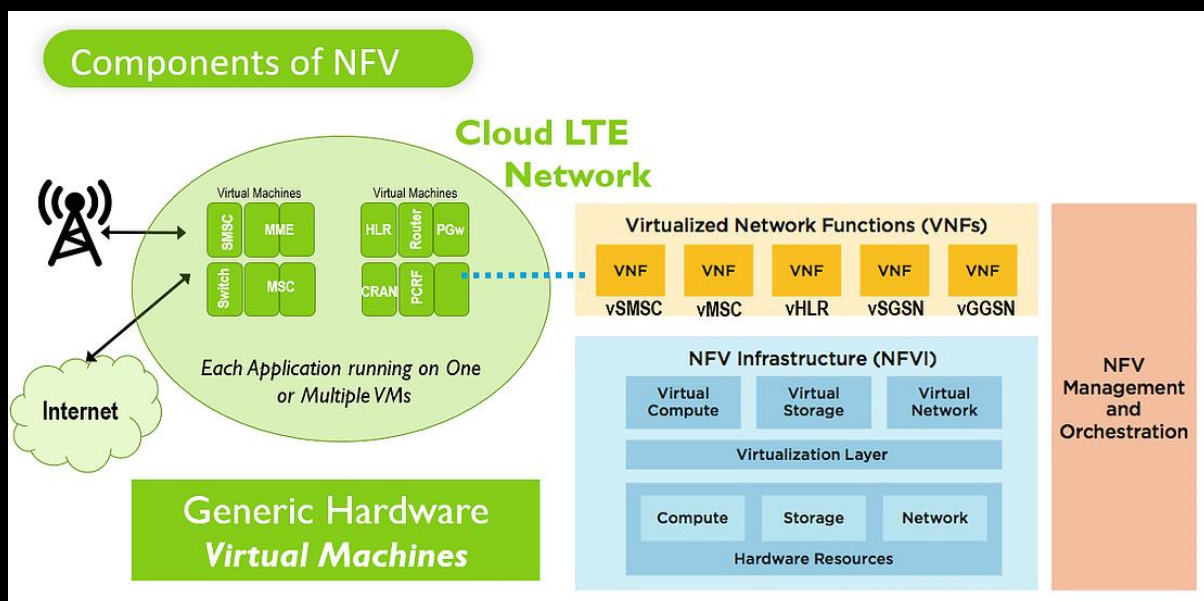 Components of NFV
Cloud LTE
Network
Virtual Machines
Virtual Machines
SMSC
MME
HLR
Router
PGw
Switch
MSC
CRAN
PCRF
Each Application running on One
or Multiple VMs
Internet
Generic Hardware
Virtual Machines
Virtualized Network Functions (VNFs)
VNF VNF VNF VNF VNF
vSMSC vMSC vHLR vSGSN vGGSN
NFV Infrastructure (NFVI)
Virtual
Compute
Virtual
Storage
Virtual
Network
Virtualization Layer
Compute Storage Network
Hardware Resources
NFV
Management
and
Orchestration